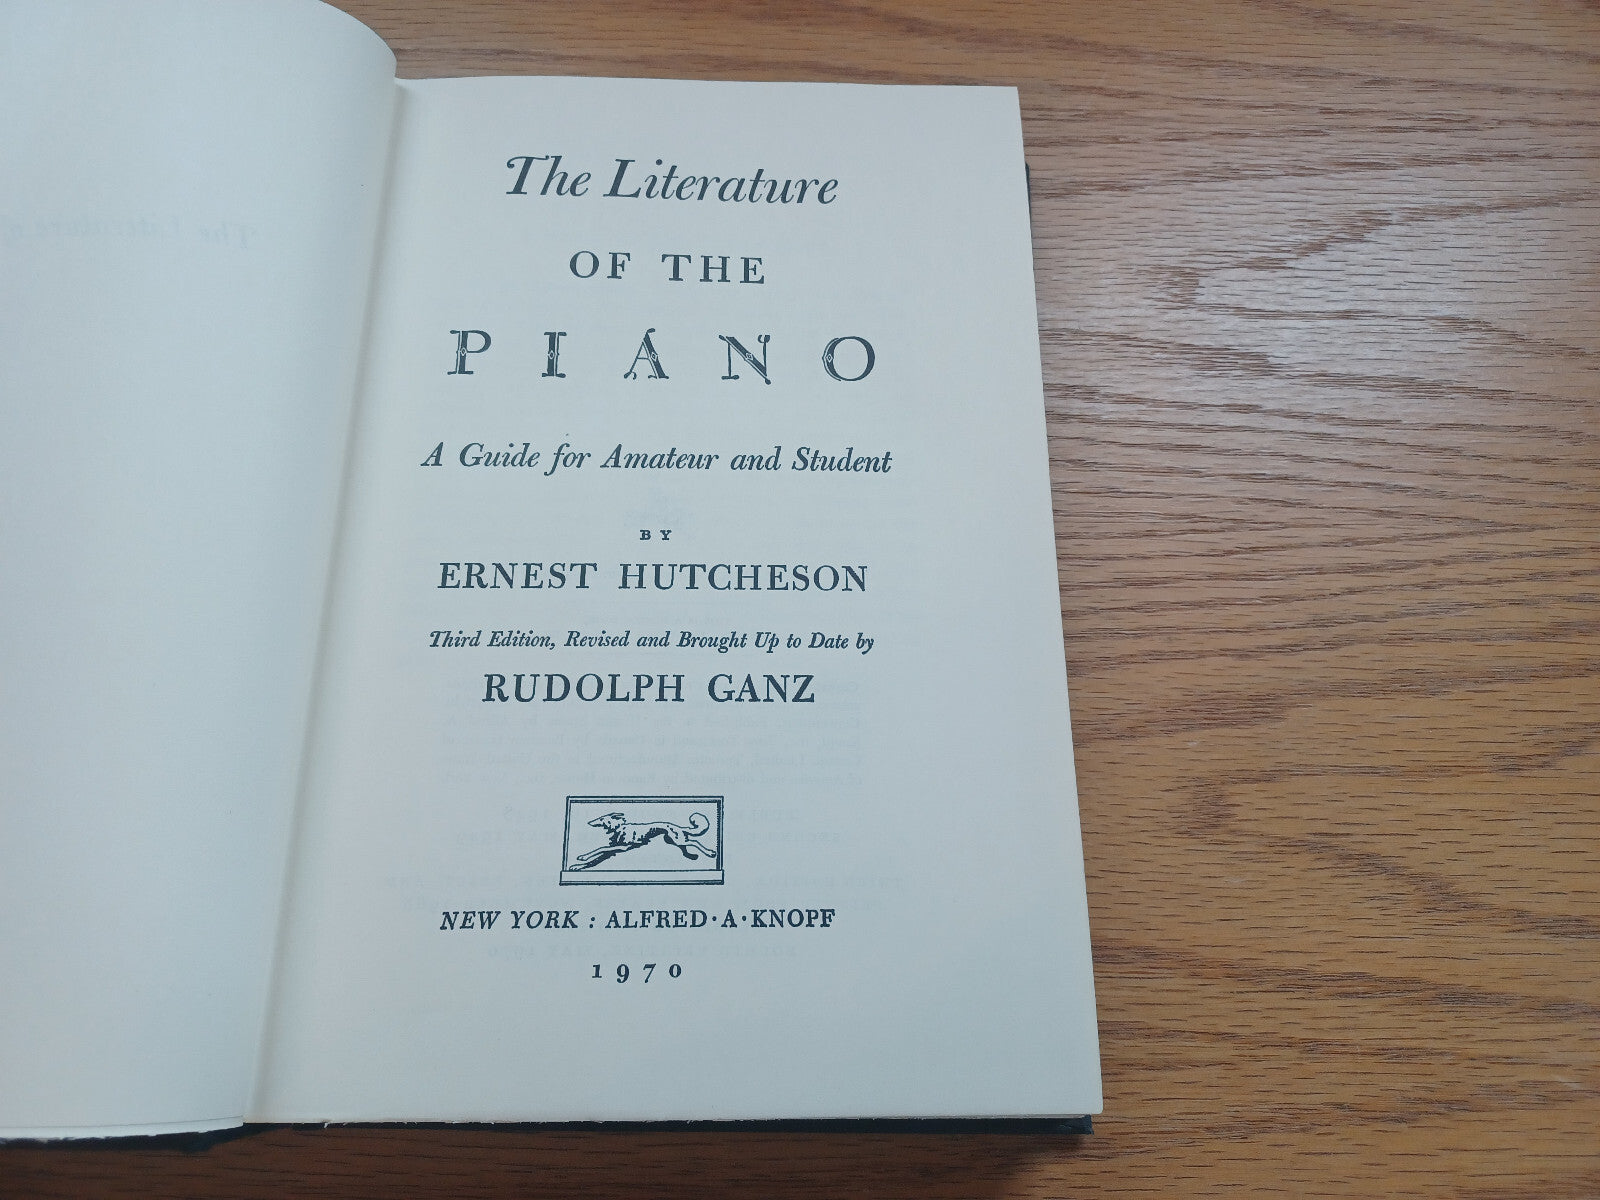 The Literature
OF THE
PIANO
A Guide for Amateur and Student
BY
ERNEST HUTCHESON
Third Edition, Revised and Brought Up to Date by
RUDOLPH GANZ
NEW YORK : ALFRED·A·KNOPF
1970